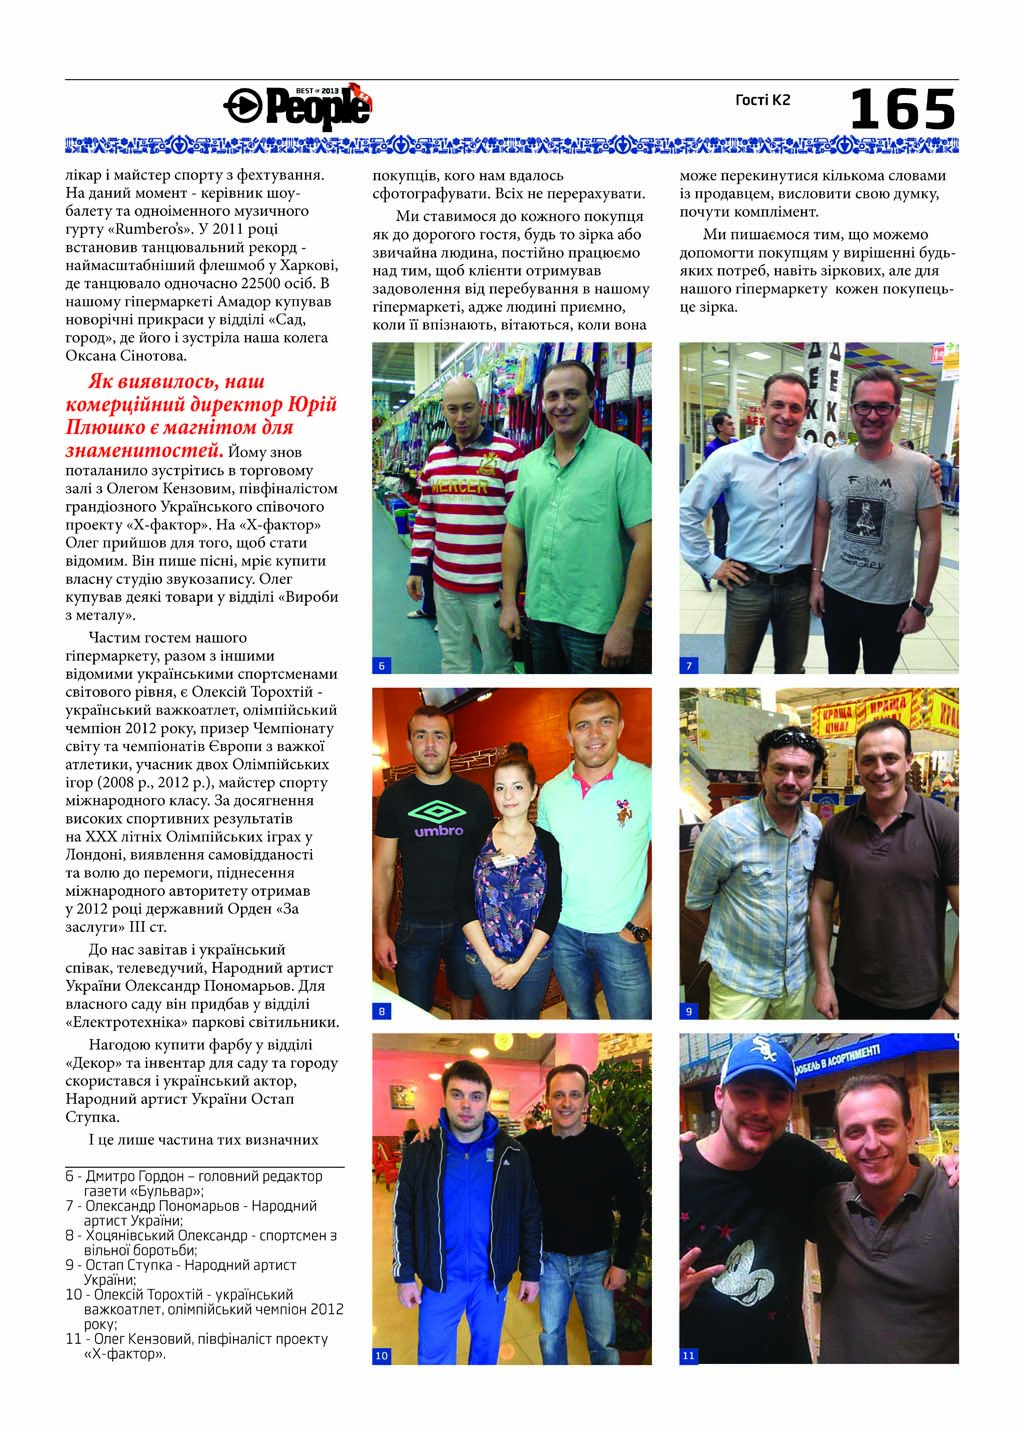 BEST OF 2013
People
Гості К2
165
лікар і майстер спорту з фехтування.
На даний момент - керівник шоу-
балету та одноіменного музичного
гурту «Rumbero's». У 2011 році
встановив танцювальний рекорд -
наймасштабніший флешмоб у Харкові,
де танцювало одночасно 22500 осіб. В
нашому гіпермаркеті Амадор купував
новорічні прикраси у відділі «Сад,
город», де його і зустріла наша колега
Оксана Сінотова.
Як виявилось, наш
комерційний директор Юрій
Плюшко є магнітом для
знаменитостей. Йому знов
поталанило зустрітись в торговому
залі з Олегом Кензовим, півфіналістом
грандіозного Українського співочого
проекту «Х-фактор». На «Х-фактор»
Олег прийшов для того, щоб стати
відомим. Він пише пісні, мріє купити
власну студію звукозапису. Олег
купував деякі товари у відділі «Вироби
з металу».
Частим гостем нашого
гіпермаркету, разом з іншими
відомими українськими спортсменами
світового рівня, є Олексій Торохтій -
український важкоатлет, олімпійський
чемпіон 2012 року, призер Чемпіонату
світу та чемпіонатів Європи з важкої
атлетики, учасник двох Олімпійських
ігор (2008 р., 2012 р.), майстер спорту
міжнародного класу. За досягнення
високих спортивних результатів
на ХХХ літніх Олімпійських іграх у
Лондоні, виявлення самовідданості
та волю до перемоги, піднесення
міжнародного авторитету отримав
у 2012 році державний Орден «За
заслуги» ІІІ ст.
До нас завітав і український
співак, телеведучий, Народний артист
України Олександр Пономарьов. Для
власного саду він придбав у відділі
«Електротехніка» паркові світильники.
Нагодою купити фарбу у відділі
«Декор» та інвентар для саду та городу
скористався і український актор,
Народний артист України Остап
Ступка.
І це лише частина тих визначних
6 - Дмитро Гордон – головний редактор
газети «Бульвар»;
7 - Олександр Пономарьов - Народний
артист України;
8 - Хоцянівський Олександр - спортсмен з
вільної боротьби;
9 - Остап Ступка - Народний артист
України;
10 - Олексій Торохтій - український
важкоатлет, олімпійський чемпіон 2012
року;
11 - Олег Кензовий, півфіналіст проекту
«Х-фактор».
покупців, кого нам вдалось
сфотографувати. Всіх не перерахувати.
Ми ставимося до кожного покупця
як до дорогого гостя, будь то зірка або
звичайна людина, постійно працюємо
над тим, щоб клієнти отримував
задоволення від перебування в нашому
гіпермаркеті, адже людині приємно,
коли її впізнають, вітаються, коли вона
може перекинутися кількома словами
із продавцем, висловити свою думку,
почути комплімент.
Ми пишаємося тим, що можемо
допомогти покупцям у вирішенні будь-
яких потреб, навіть зіркових, але для
нашого гіпермаркету кожен покупець-
це зірка.
MERCER
6
ДЕКО
ДЕКО
7
umbro
8
КРАЩА
ЦІНА!
КРАЩА
ЦІНА!
9
10
Sox
ЮБЕЛЬ В АСОРТИМЕНТІ
11